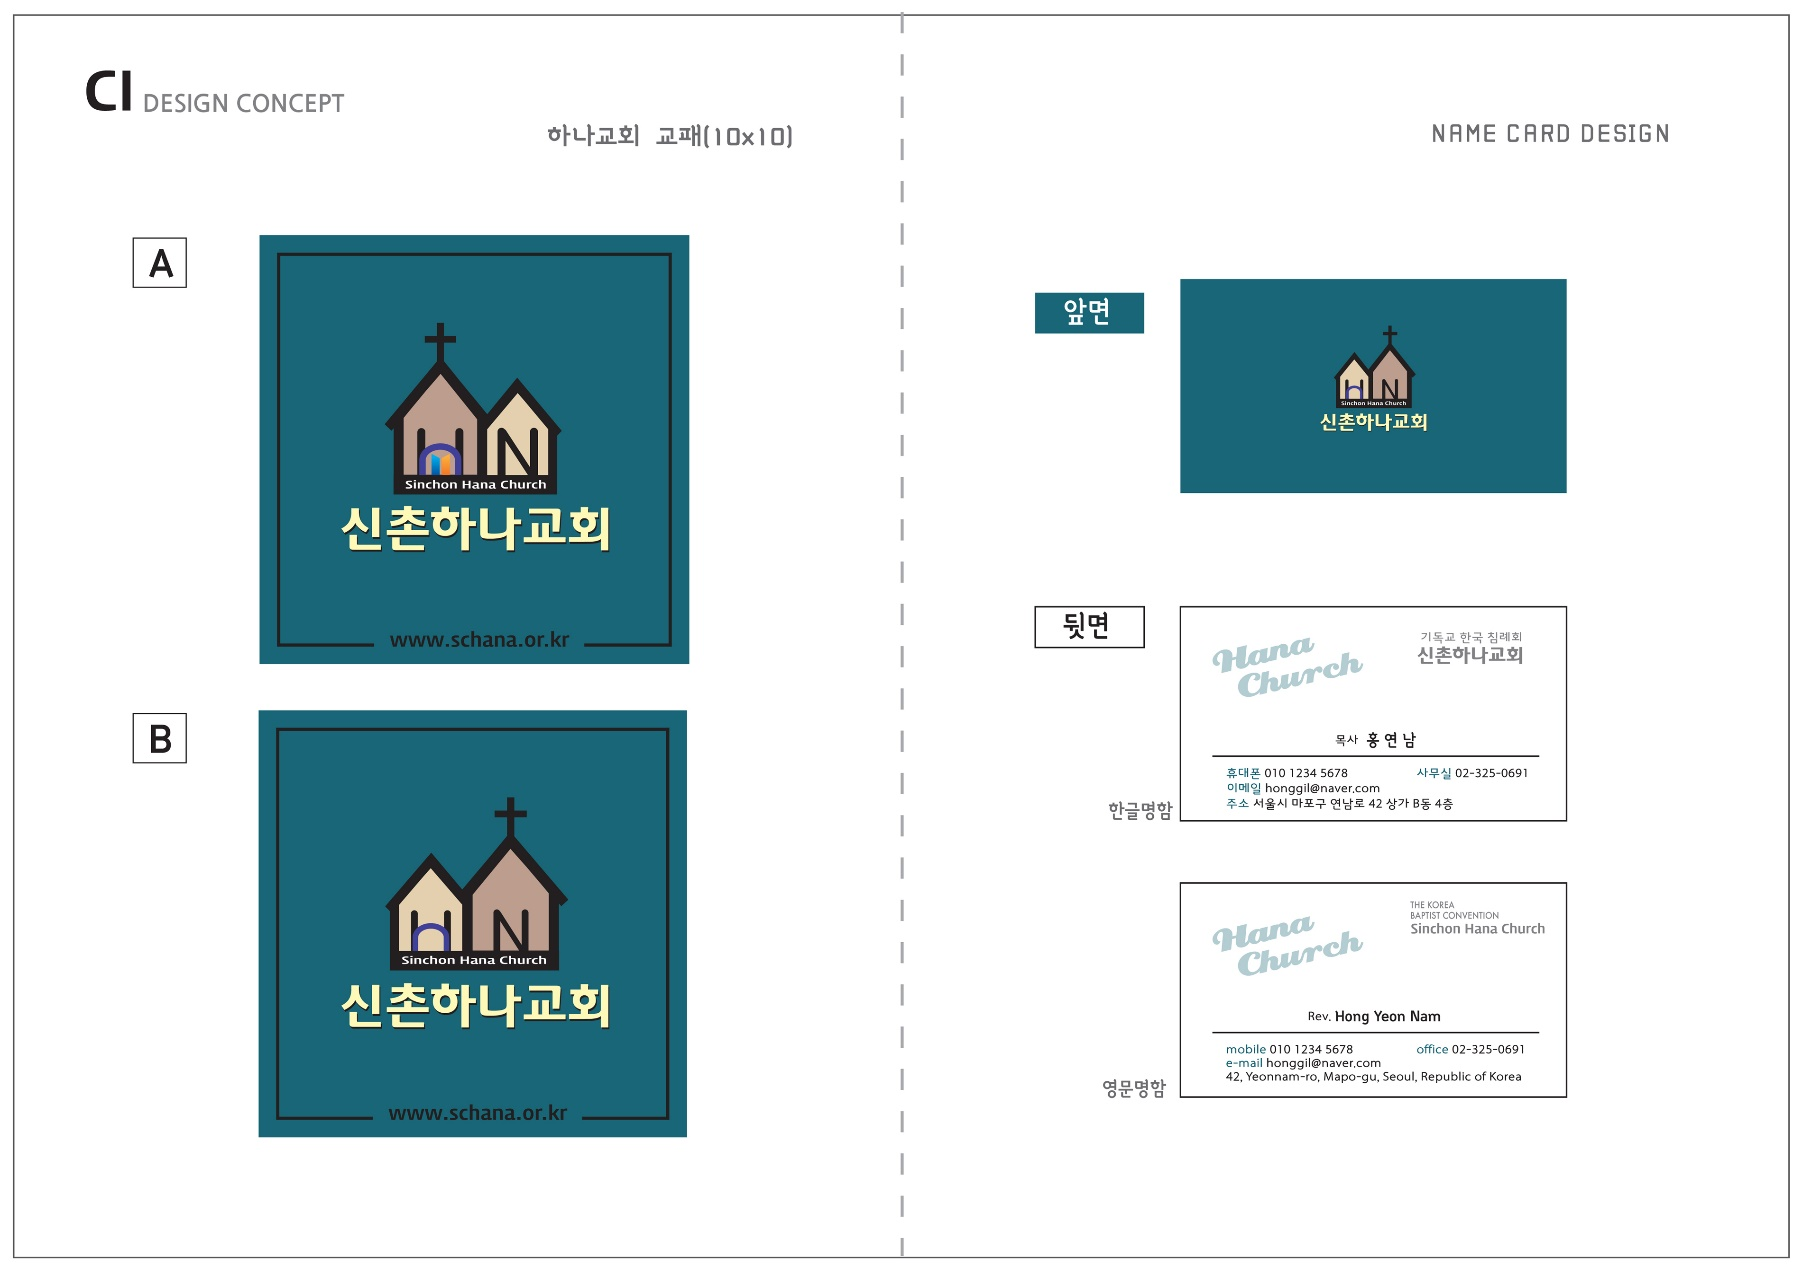 CI DESIGN CONCEPT
하나교회 교패(10x10)
A
Sinchon Hana Church
신촌하나교회
www.schana.or.kr
B
Sinchon Hana Church
신촌하나교회
www.schana.or.kr
NAME CARD DESIGN
앞면
Sinchon Hana Church
신촌하나교회
뒷면
Hana
Church
기독교 한국 침례회
신촌하나교회
목사 홍 연 남
휴대폰 010 1234 5678 사무실 02-325-0691
이메일 honggil@naver.com
주소 서울시 마포구 연남로 42 상가 B동 4층
한글명함
Hana
Church
THE KOREA
BAPTIST CONVENTION
Sinchon Hana Church
Rev. Hong Yeon Nam
mobile 010 1234 5678 office 02-325-0691
e-mail honggil@naver.com
42, Yeonnam-ro, Mapo-gu, Seoul, Republic of Korea
영문명함